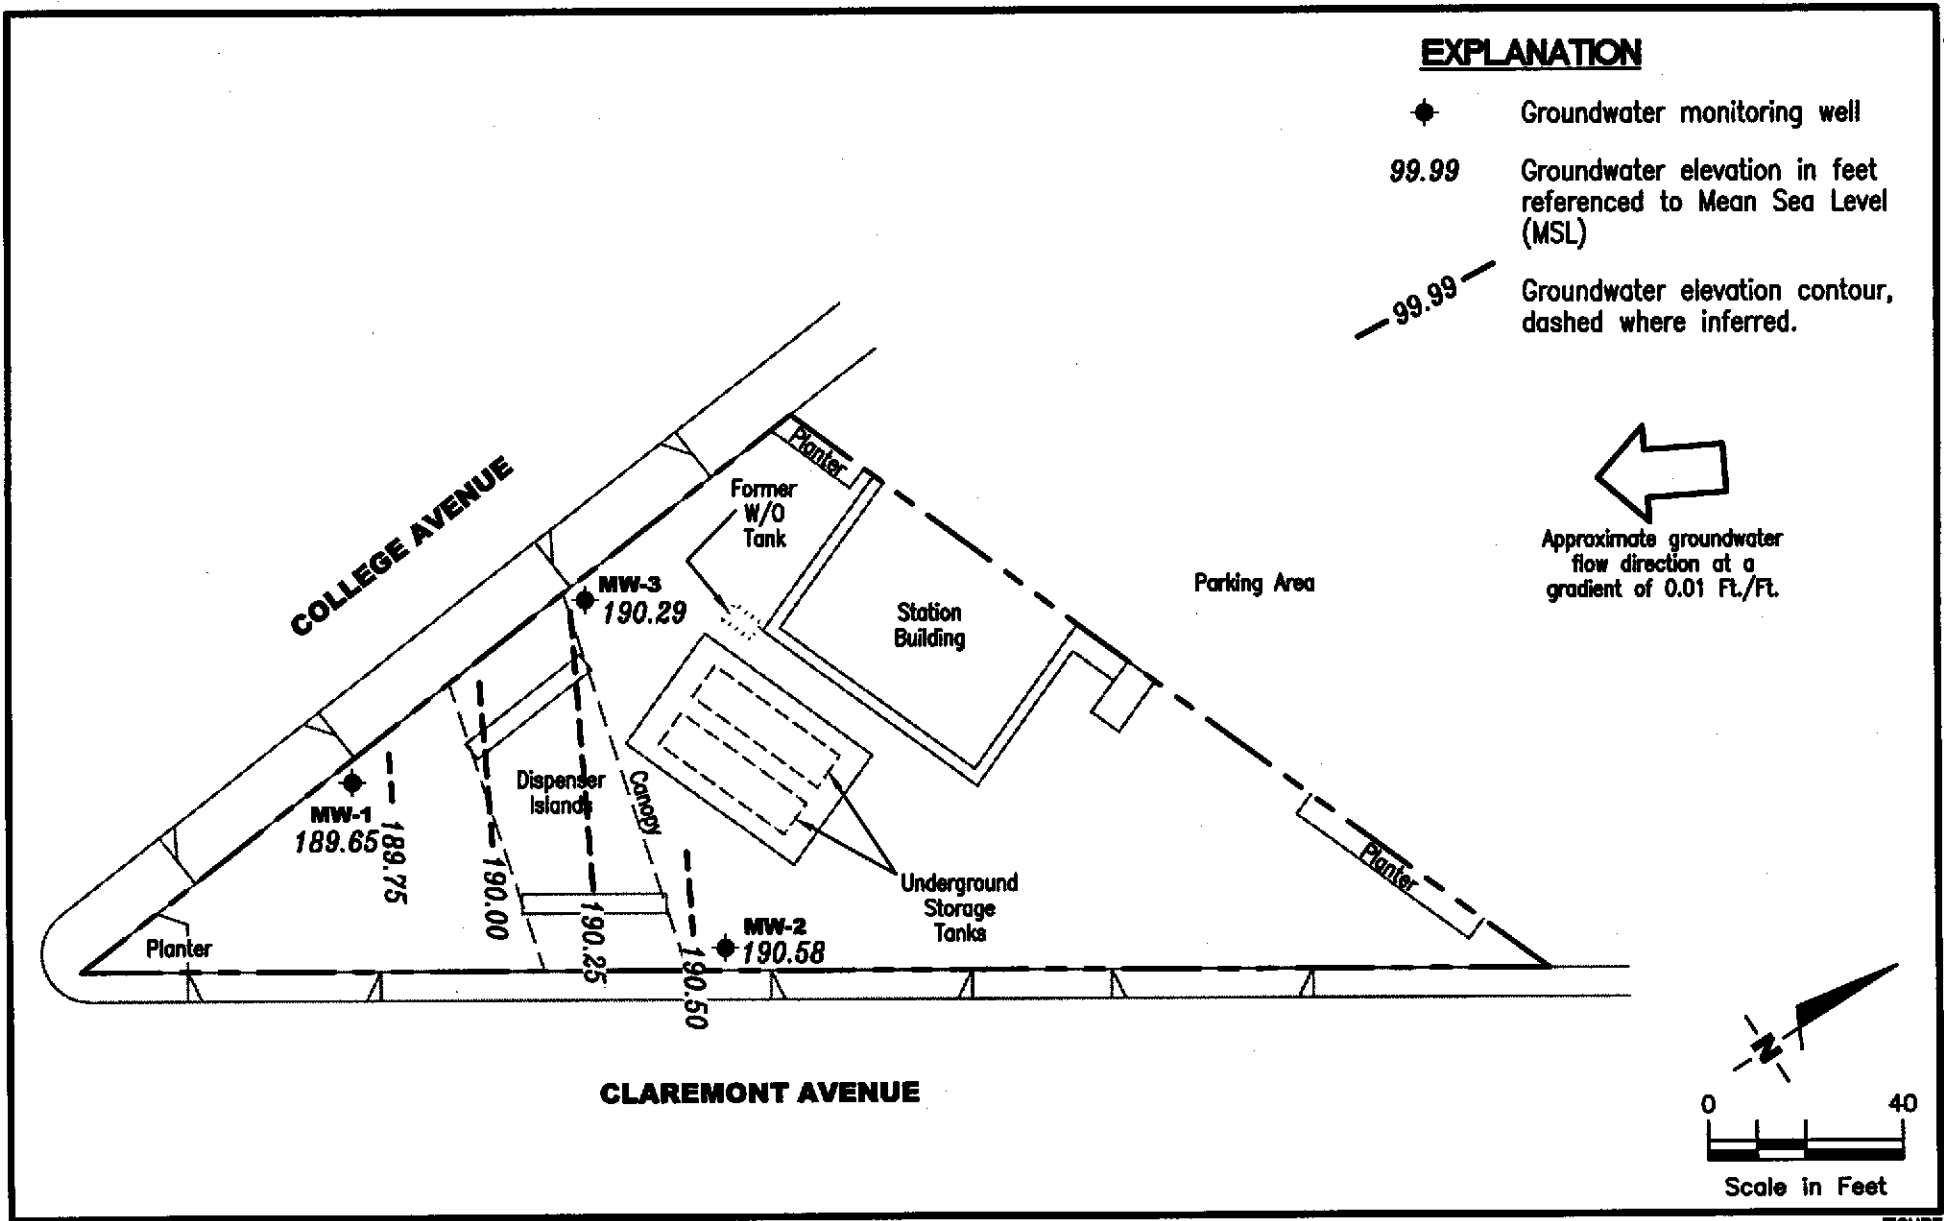 EXPLANATION
Groundwater monitoring well
99.99
Groundwater elevation in feet
referenced to Mean Sea Level
(MSL)
99.99
Groundwater elevation contour,
dashed where inferred.
Approximate groundwater
flow direction at a
gradient of 0.01 Ft./Ft.
COLLEGE AVENUE
Planter
Former
W/O
Tank
MW-3
190.29
Station
Building
Parking Area
Dispenser
Islands
Canopy
MW-1
189.65
189.75
190.00
190.25
190.50
Underground
Storage
Tanks
MW-2
190.58
Planter
Planter
CLAREMONT AVENUE
N
0 40
Scale in Feet